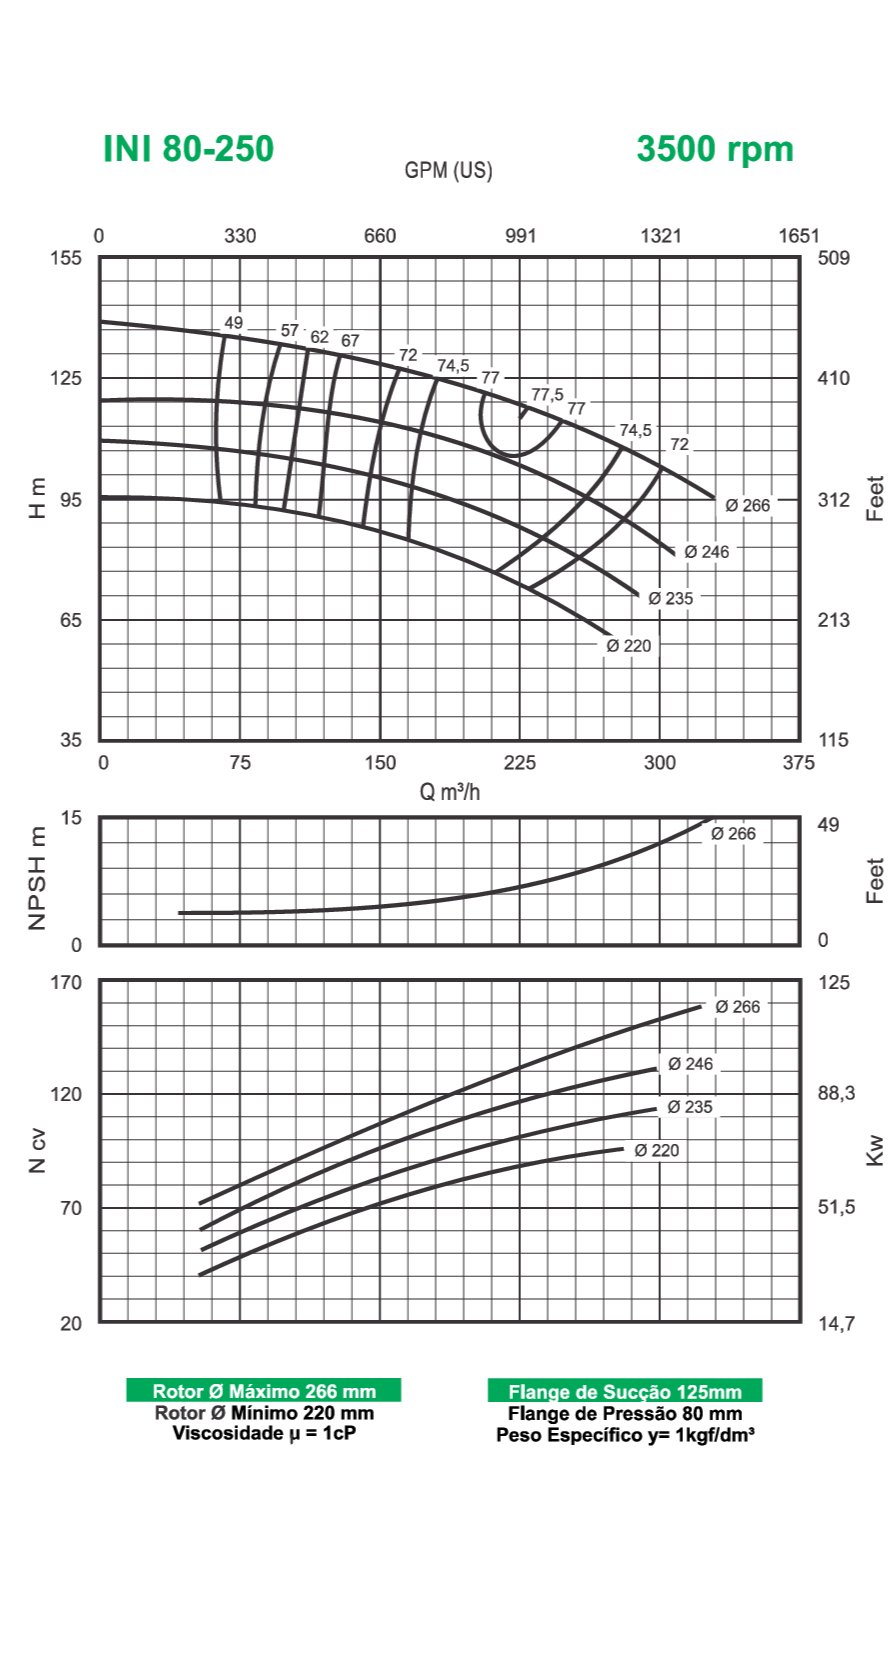 INI 80-250 3500 rpm
GPM (US)
0 330 660 991 1321 1651
155 509
49 57 62 67 72 74,5 77 77,5 77 74,5 72
125 410
H m 95 312 Feet
Ø 266
Ø 246
Ø 235
65 213
Ø 220
35 115
0 75 150 225 300 375
Q m³/h
15 49
Ø 266
NPSH m Feet
0 0
170 125
Ø 266
Ø 246
120 88,3
Ø 235
N cv Kw
Ø 220
70 51,5
20 14,7
Rotor Ø Máximo 266 mm
Rotor Ø Mínimo 220 mm
Viscosidade μ = 1cP
Flange de Sucção 125mm
Flange de Pressão 80 mm
Peso Específico y= 1kgf/dm³